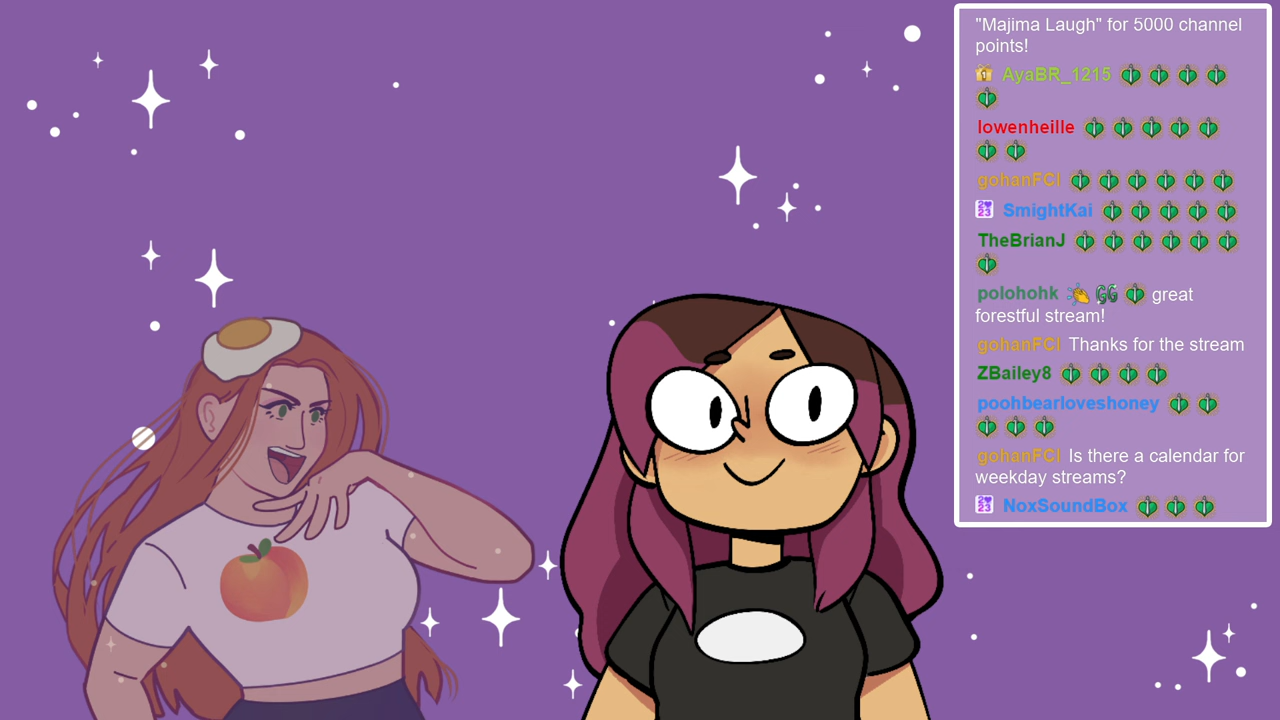 "Majima Laugh" for 5000 channel
points!
AyaBR_1215
lowenheille
gohanFCI
SmightKai
TheBrianJ
polohohk GG great
forestful stream!
gohanFCI Thanks for the stream
ZBailey8
poohbearloveshoney
gohanFCI Is there a calendar for
weekday streams?
NoxSoundBox